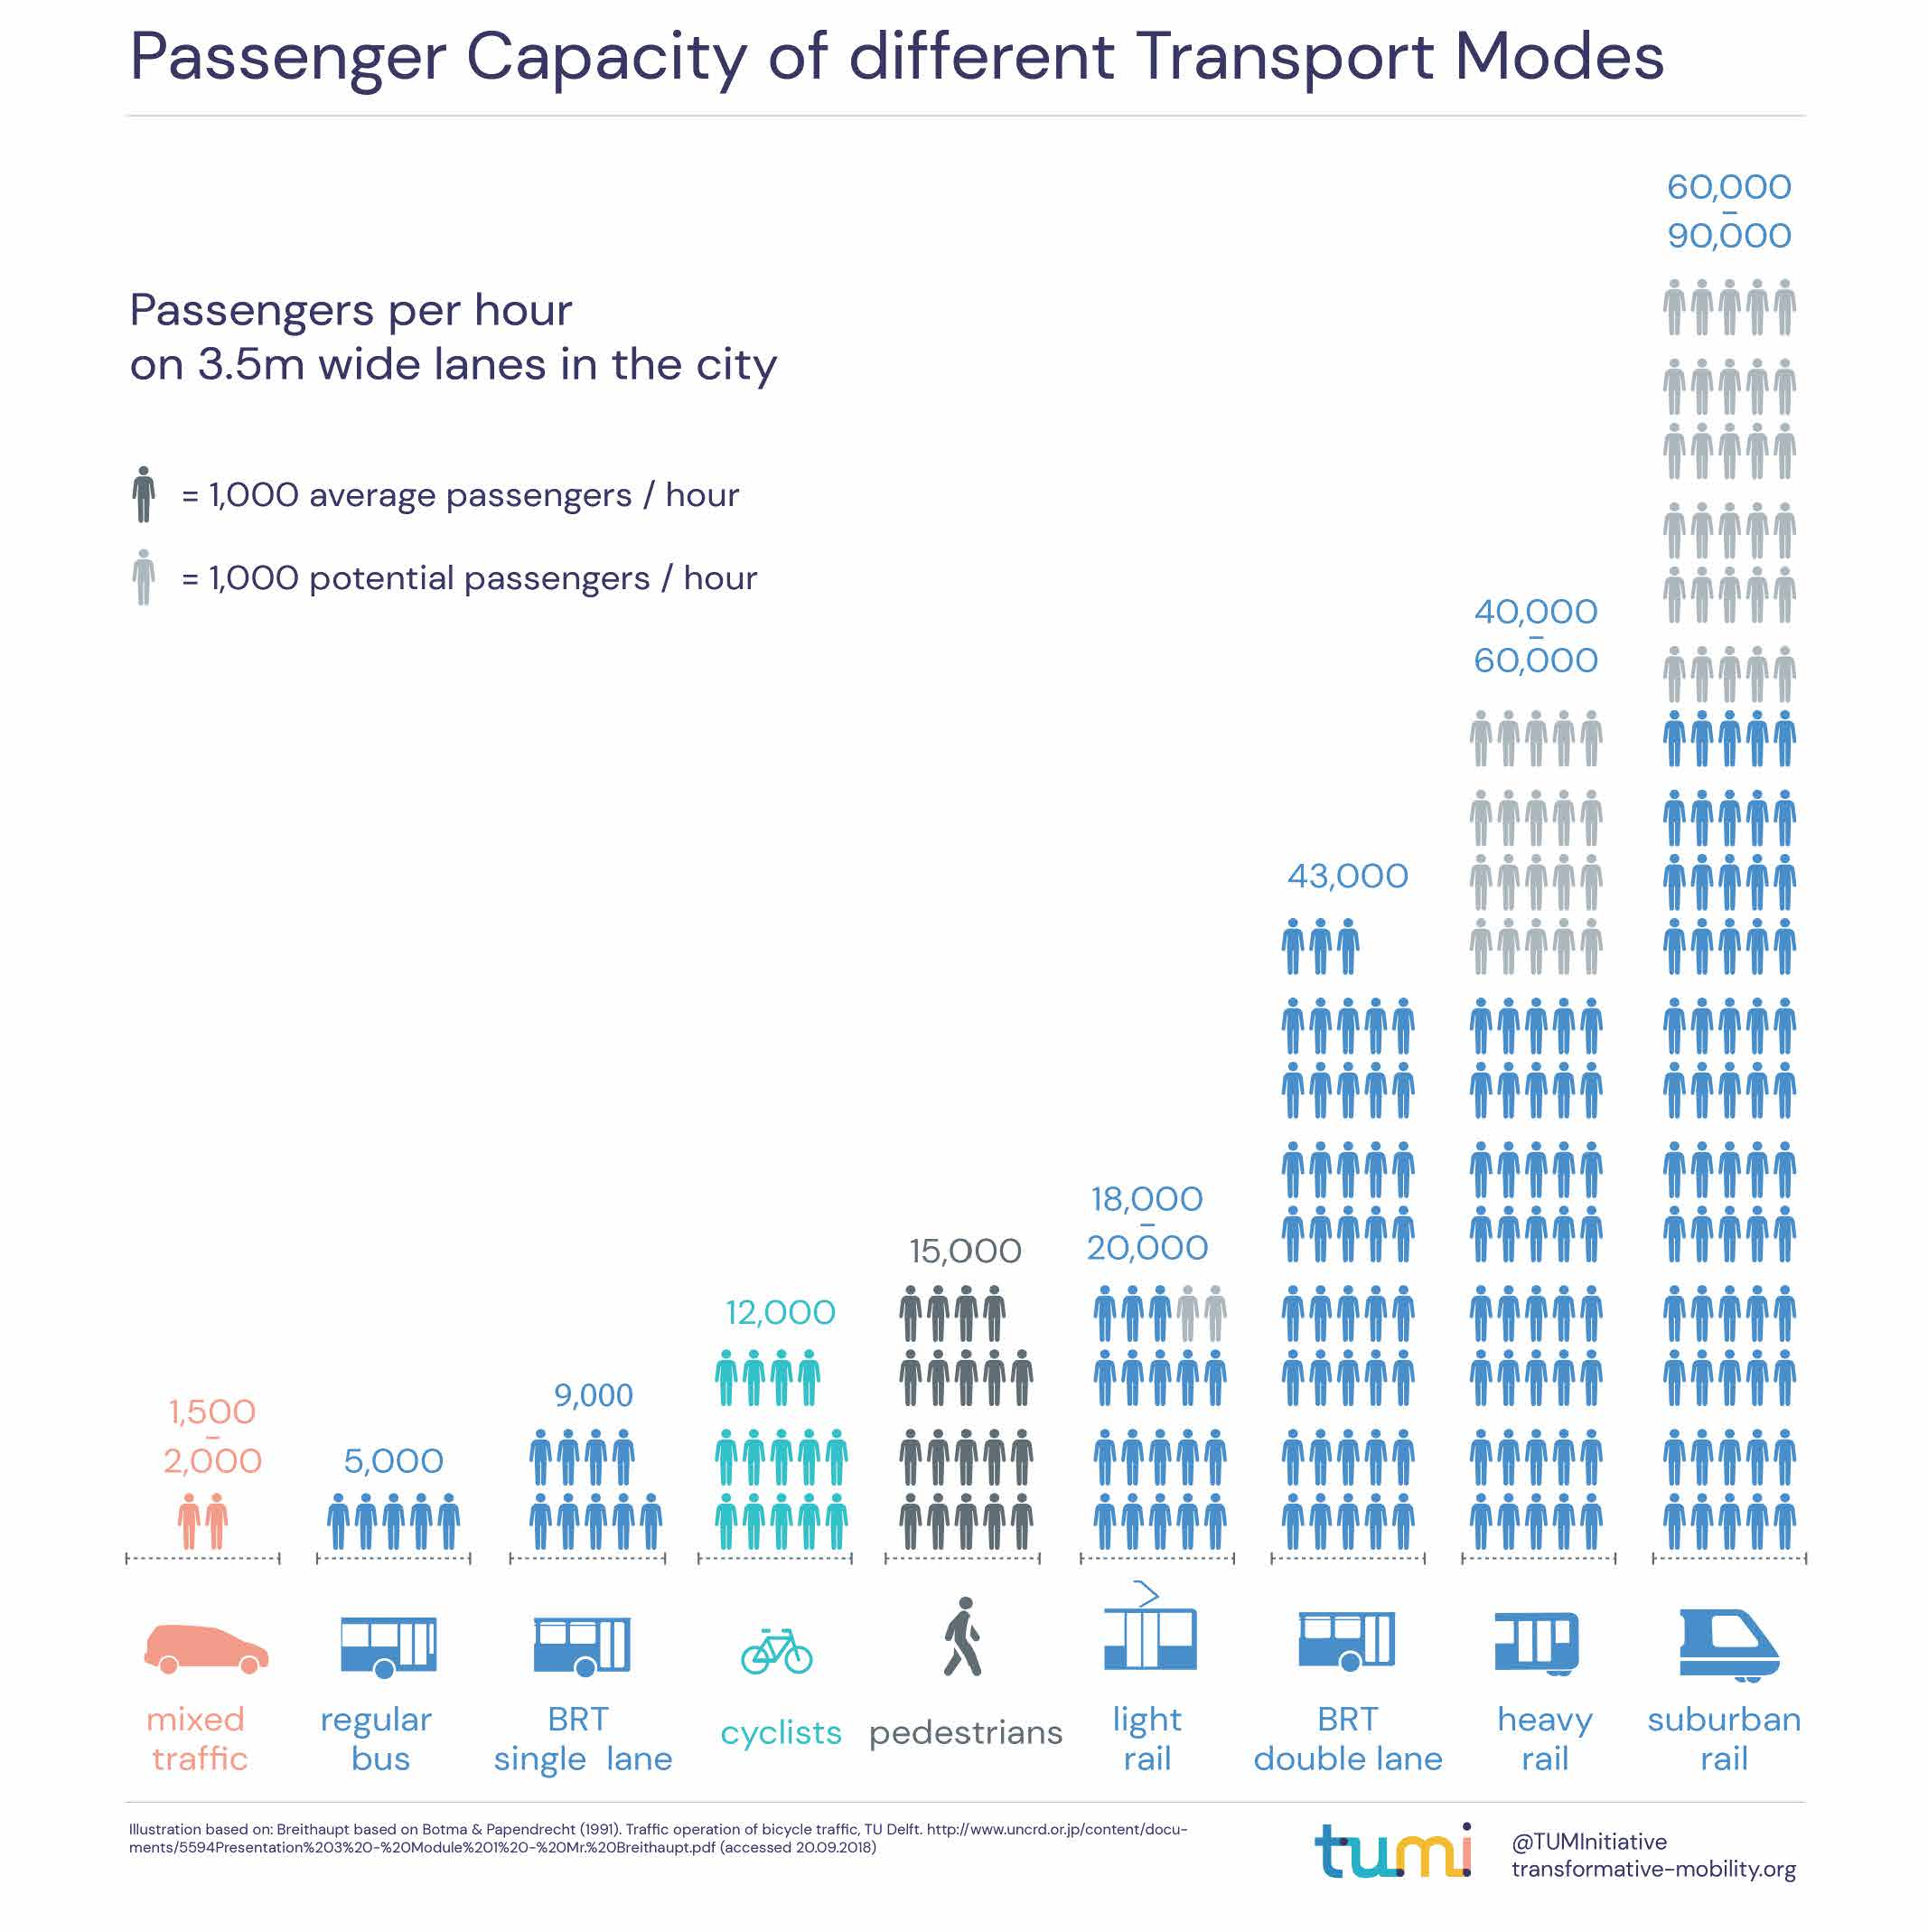 Passenger Capacity of different Transport Modes
Passengers per hour
on 3.5m wide lanes in the city
= 1,000 average passengers / hour
= 1,000 potential passengers / hour
1,500
–
2,000
5,000
9,000
12,000
15,000
18,000
–
20,000
43,000
40,000
–
60,000
60,000
–
90,000
mixed
traffic
regular
bus
BRT
single lane
cyclists
pedestrians
light
rail
BRT
double lane
heavy
rail
suburban
rail
Illustration based on: Breithaupt based on Botma & Papendrecht (1991). Traffic operation of bicycle traffic, TU Delft. http://www.uncrd.or.jp/content/docu-
ments/5594Presentation%203%20-%20Module%201%20-%20Mr.%20Breithaupt.pdf (accessed 20.09.2018)
tumi
@TUMInitiative
transformative-mobility.org